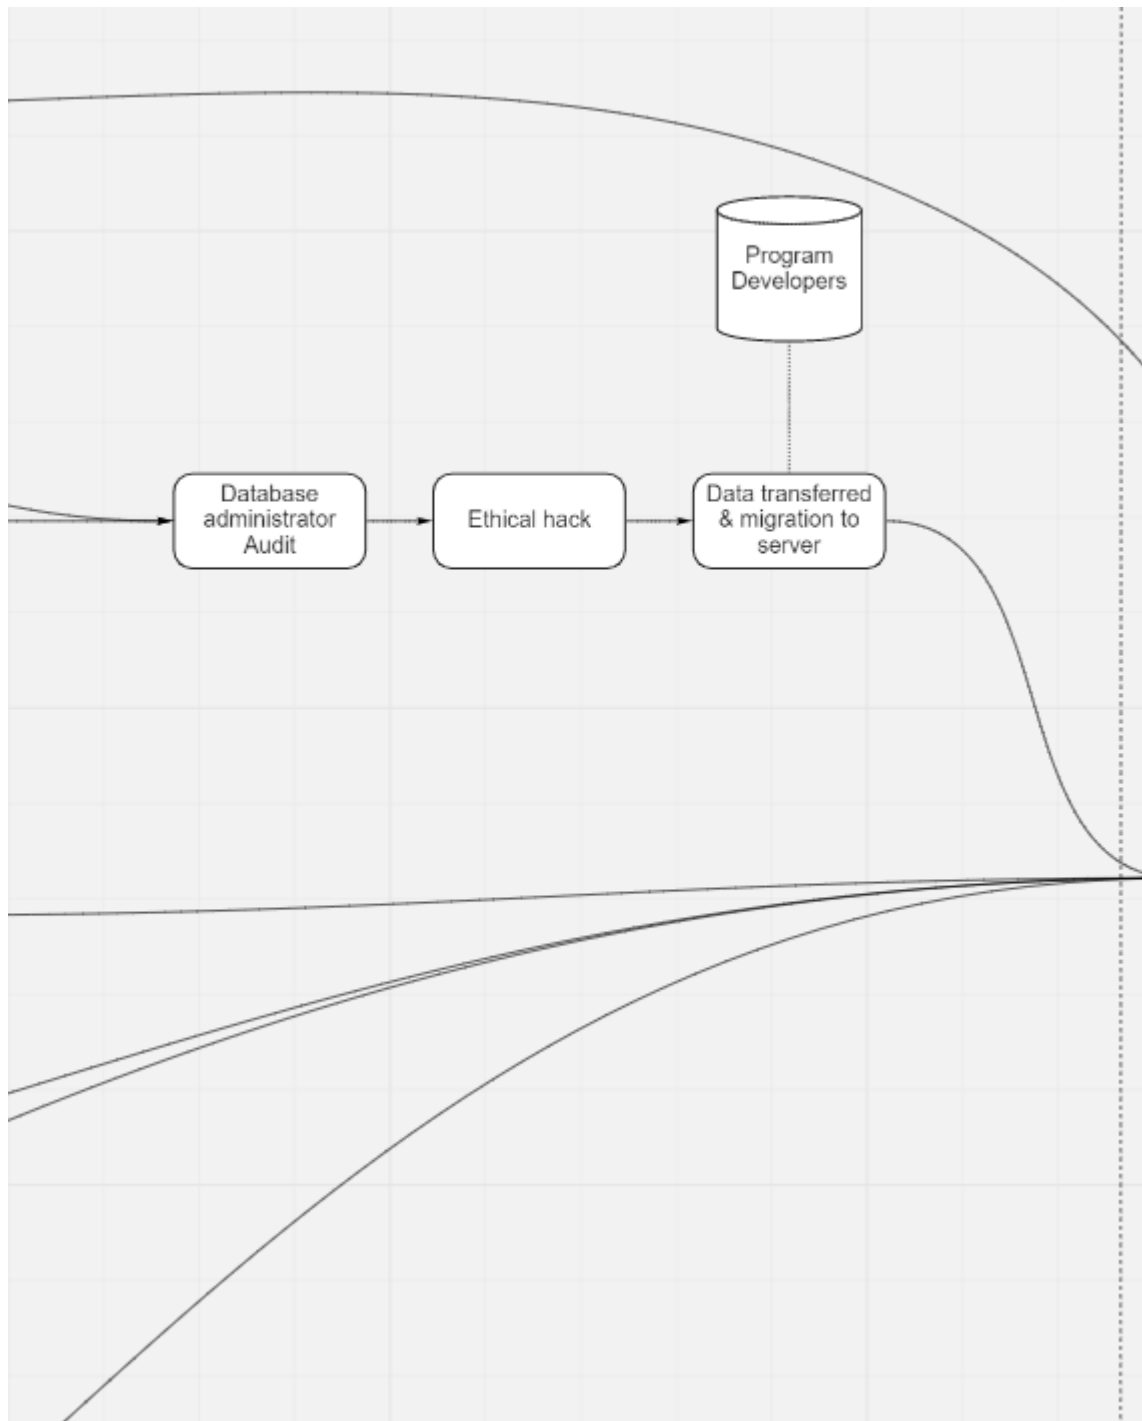 Program
Developers
Database
administrator
Audit
Ethical hack
Data transferred
& migration to
server